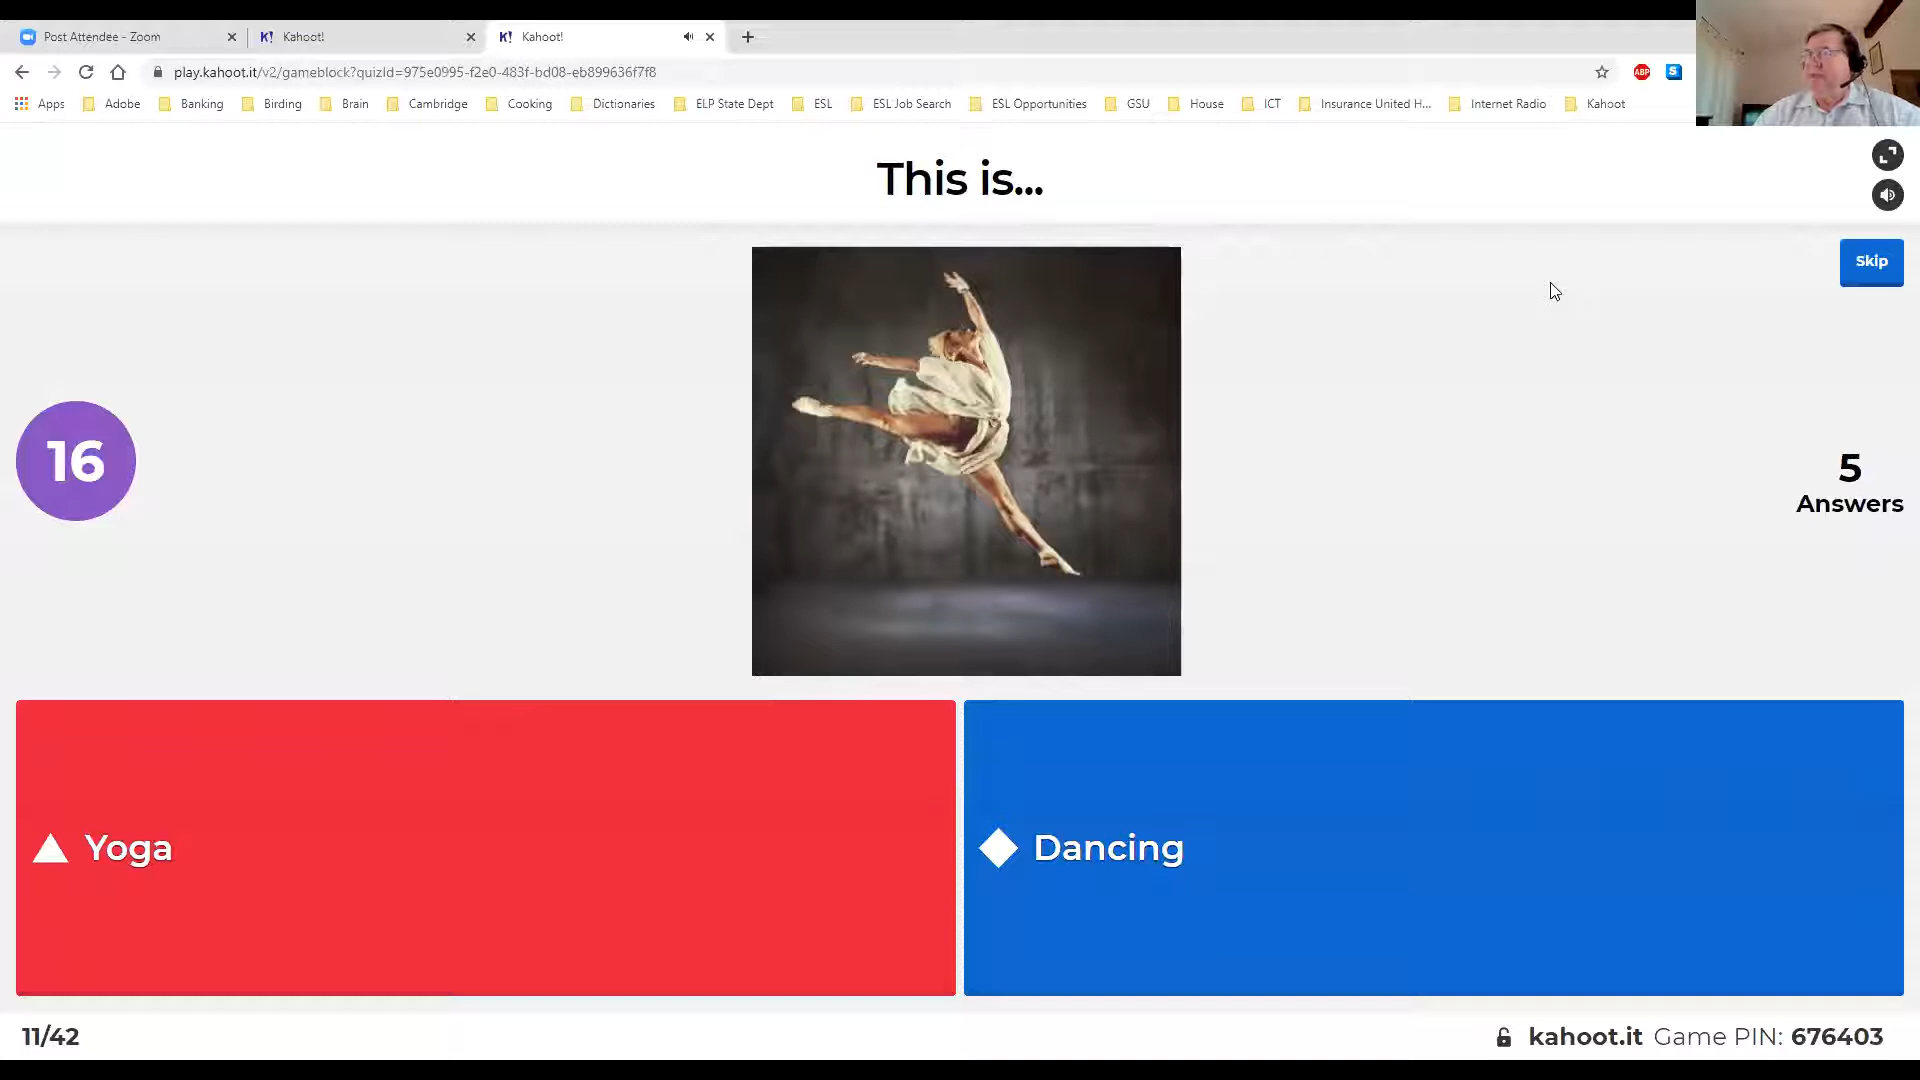 Post Attendee - Zoom
K! Kahoot!
K! Kahoot!
play.kahoot.it/v2/gameblock?quizId=975e0995-f2e0-483f-bd08-eb899636f7f8
ABP
S
Apps Adobe Banking Birding Brain Cambridge Cooking Dictionaries ELP State Dept ESL ESL Job Search ESL Opportunities GSU House ICT Insurance United H... Internet Radio Kahoot
This is...
Skip
16
5
Answers
Yoga
Dancing
11/42
kahoot.it Game PIN: 676403